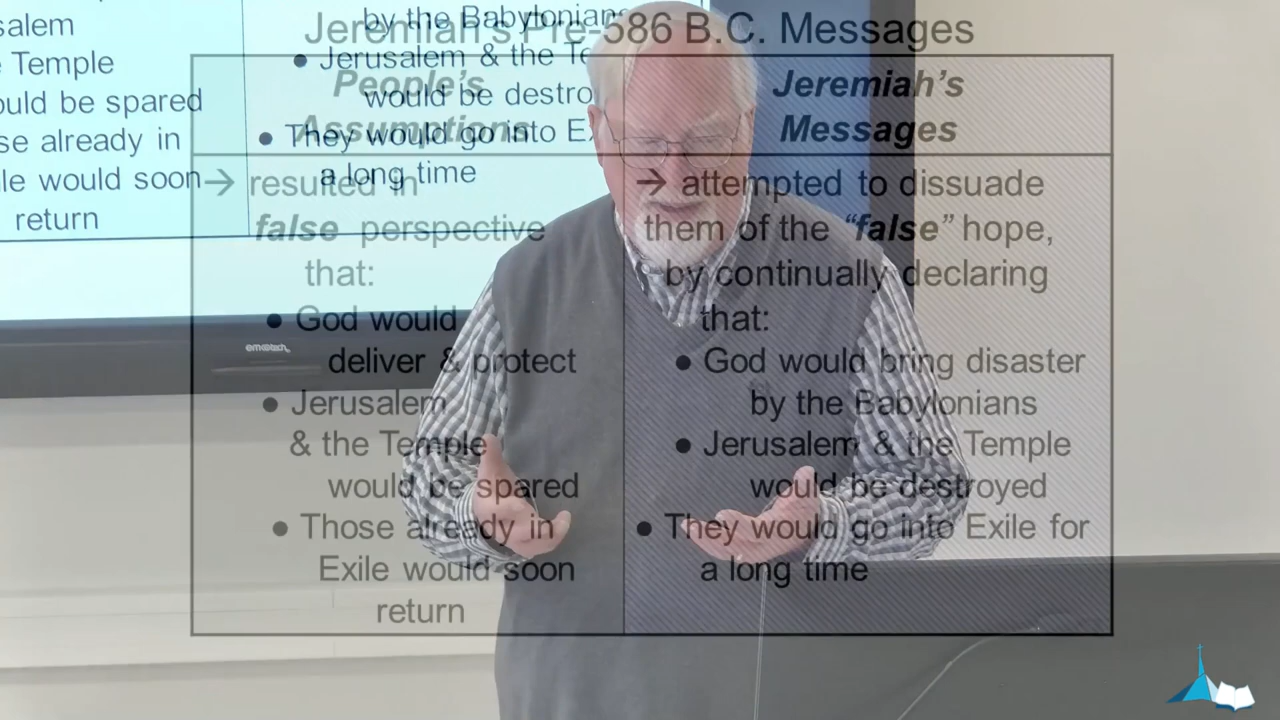 Jeremiah's Pre-586 B.C. Messages
People's
Assumptions
→ resulted in
false perspective
that:
● God would
deliver & protect
● Jerusalem
& the Temple
would be spared
● Those already in
Exile would soon
return
Jeremiah's
Messages
→ attempted to dissuade
them of the “false” hope,
by continually declaring
that:
● God would bring disaster
by the Babylonians
● Jerusalem & the Temple
would be destroyed
● They would go into Exile for
a long time
salem
Temple
ould be spared
se already in
le would soon
return
by the Babylonians
● Jerusalem & the Te
would be destro
● They would go into Ex
a long time